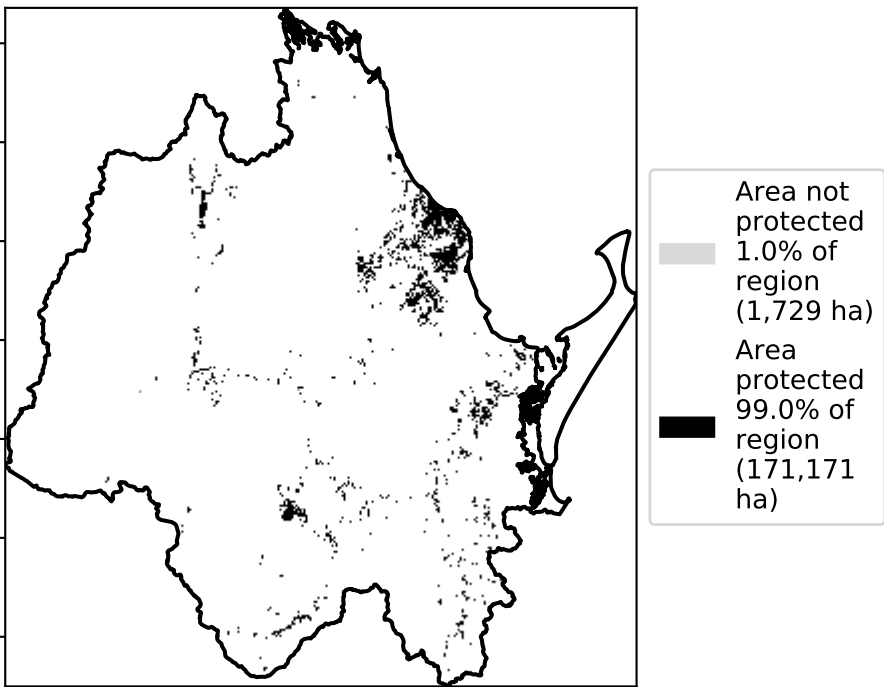 Area not
protected
1.0% of
region
(1,729 ha)
Area
protected
99.0% of
region
(171,171
ha)